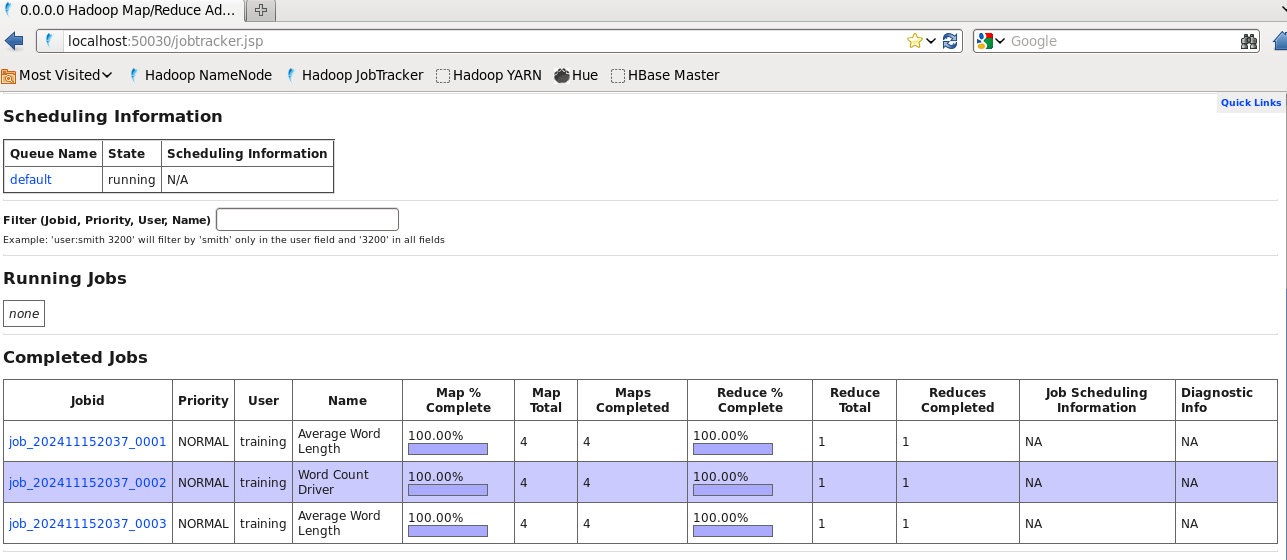 0.0.0.0 Hadoop Map/Reduce Ad...
localhost:50030/jobtracker.jsp
Google
Most Visited Hadoop NameNode Hadoop JobTracker Hadoop YARN Hue HBase Master
Quick Links
Scheduling Information
Queue Name State Scheduling Information
default running N/A
Filter (Jobid, Priority, User, Name)
Example: 'user:smith 3200' will filter by 'smith' only in the user field and '3200' in all fields
Running Jobs
none
Completed Jobs
Jobid Priority User Name Map % Complete Map Total Maps Completed Reduce % Complete Reduce Total Reduces Completed Job Scheduling Information Diagnostic Info
job_202411152037_0001 NORMAL training Average Word Length 100.00% 4 4 100.00% 1 1 NA NA
job_202411152037_0002 NORMAL training Word Count Driver 100.00% 4 4 100.00% 1 1 NA NA
job_202411152037_0003 NORMAL training Average Word Length 100.00% 4 4 100.00% 1 1 NA NA